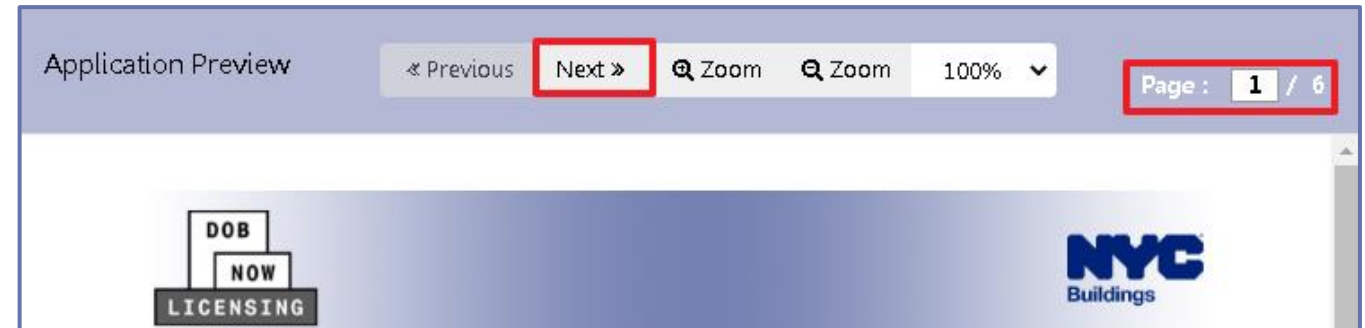 Application Preview
« Previous Next » Zoom Zoom 100%
Page : 1 / 6
DOB
NOW
LICENSING
NYC
Buildings